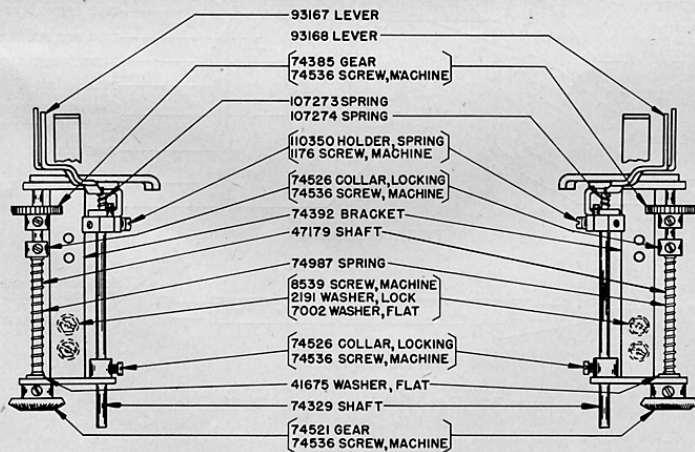 93167 LEVER
93168 LEVER
74385 GEAR
74536 SCREW, MACHINE
107273 SPRING
107274 SPRING
110350 HOLDER, SPRING
1176 SCREW, MACHINE
74526 COLLAR, LOCKING
74536 SCREW, MACHINE
74392 BRACKET
47179 SHAFT
74987 SPRING
8539 SCREW, MACHINE
2191 WASHER, LOCK
7002 WASHER, FLAT
74526 COLLAR, LOCKING
74536 SCREW, MACHINE
41675 WASHER, FLAT
74329 SHAFT
74521 GEAR
74536 SCREW, MACHINE